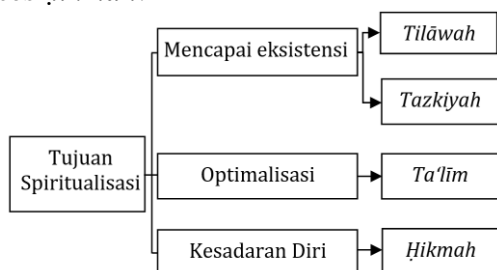 Mencapai eksistensi
Tilāwah
Tazkiyah
Tujuan
Spiritualisasi
Optimalisasi
Ta‘līm
Kesadaran Diri
Ḥikmah